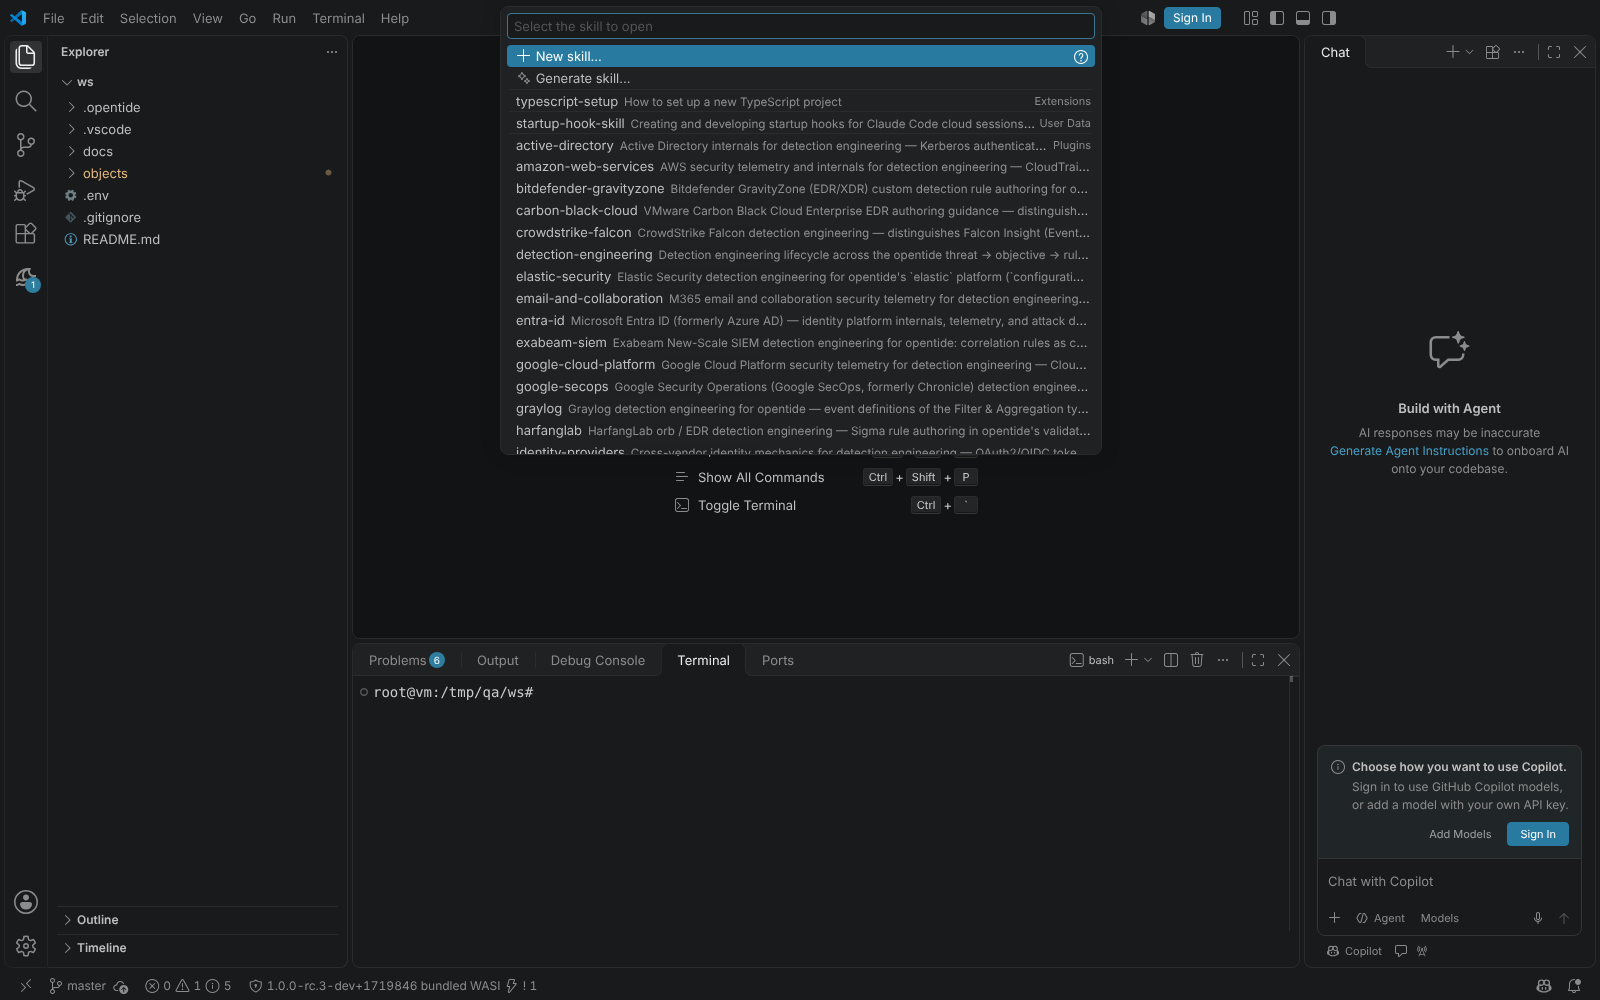 File Edit Selection View Go Run Terminal Help
Select the skill to open
Sign In
New skill...
Generate skill...
typescript-setup How to set up a new TypeScript project Extensions
startup-hook-skill Creating and developing startup hooks for Claude Code cloud sessions... User Data
active-directory Active Directory internals for detection engineering — Kerberos authenticat... Plugins
amazon-web-services AWS security telemetry and internals for detection engineering — CloudTrai...
bitdefender-gravityzone Bitdefender GravityZone (EDR/XDR) custom detection rule authoring for o...
carbon-black-cloud VMware Carbon Black Cloud Enterprise EDR authoring guidance — distinguish...
crowdstrike-falcon CrowdStrike Falcon detection engineering — distinguishes Falcon Insight (Event...
detection-engineering Detection engineering lifecycle across the opentide threat → objective → rul...
elastic-security Elastic Security detection engineering for opentide's `elastic` platform (`configurati...
email-and-collaboration M365 email and collaboration security telemetry for detection engineering...
entra-id Microsoft Entra ID (formerly Azure AD) — identity platform internals, telemetry, and attack d...
exabeam-siem Exabeam New-Scale SIEM detection engineering for opentide: correlation rules as c...
google-cloud-platform Google Cloud Platform security telemetry for detection engineering — Clou...
google-secops Google Security Operations (Google SecOps, formerly Chronicle) detection enginee...
graylog Graylog detection engineering for opentide — event definitions of the Filter & Aggregation ty...
harfanglab HarfangLab orb / EDR detection engineering — Sigma rule authoring in opentide's validat...
identity-providers Cross-vendor identity mechanics for detection engineering — OAuth2/OIDC toke...
Explorer
ws
.opentide
.vscode
docs
objects
.env
.gitignore
README.md
1
Outline
Timeline
Show All Commands Ctrl + Shift + P
Toggle Terminal Ctrl + `
Problems 6 Output Debug Console Terminal Ports
bash
root@vm:/tmp/qa/ws#
Chat
Build with Agent
AI responses may be inaccurate
Generate Agent Instructions to onboard AI
onto your codebase.
Choose how you want to use Copilot.
Sign in to use GitHub Copilot models,
or add a model with your own API key.
Add Models Sign In
Chat with Copilot
Agent Models
Copilot
master 0 1 5 1.0.0-rc.3-dev+1719846 bundled WASI ! 1